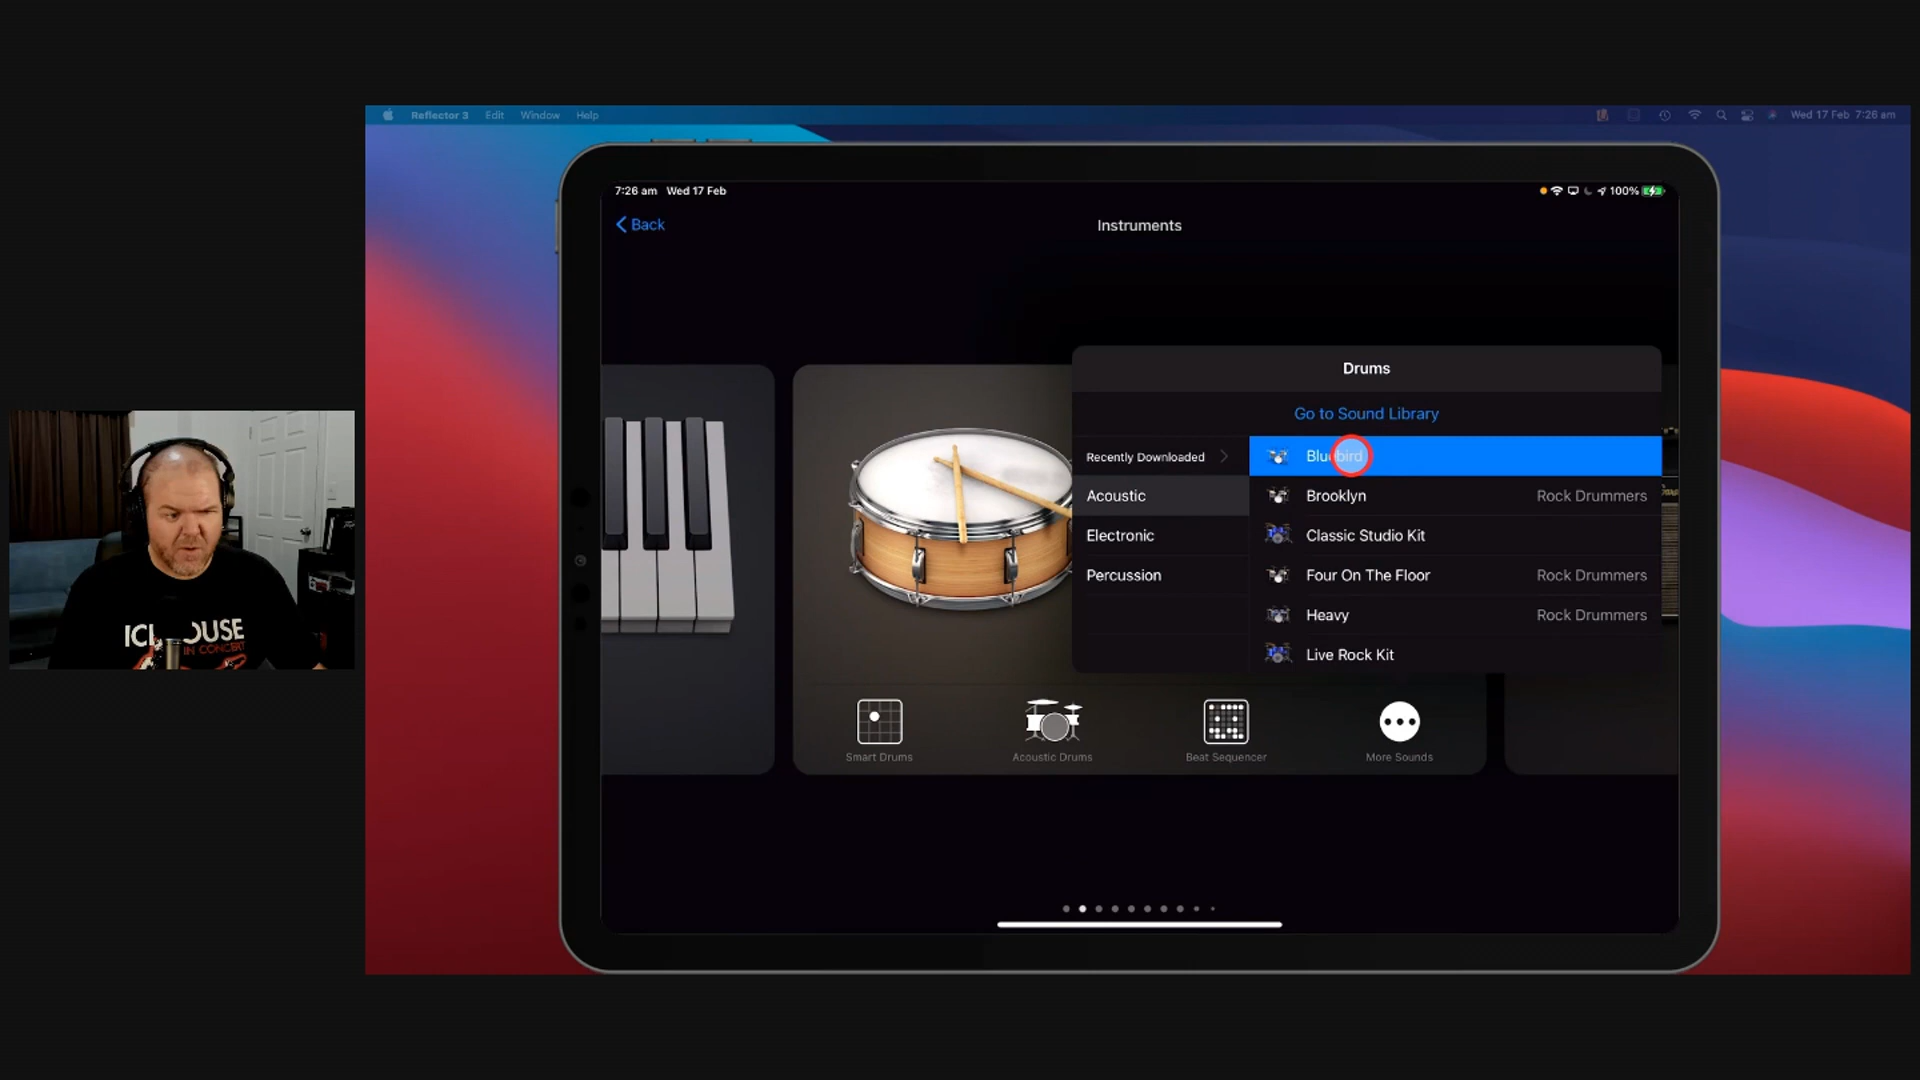 Reflector 3 Edit Window Help Wed 17 Feb 7:26 am
7:26 am Wed 17 Feb 100%
Back
Instruments
Drums
Go to Sound Library
Recently Downloaded
Bluebird
Acoustic
Brooklyn Rock Drummers
Electronic
Classic Studio Kit
Percussion
Four On The Floor Rock Drummers
Heavy Rock Drummers
Live Rock Kit
Smart Drums
Acoustic Drums
Beat Sequencer
More Sounds
IN CONCERT